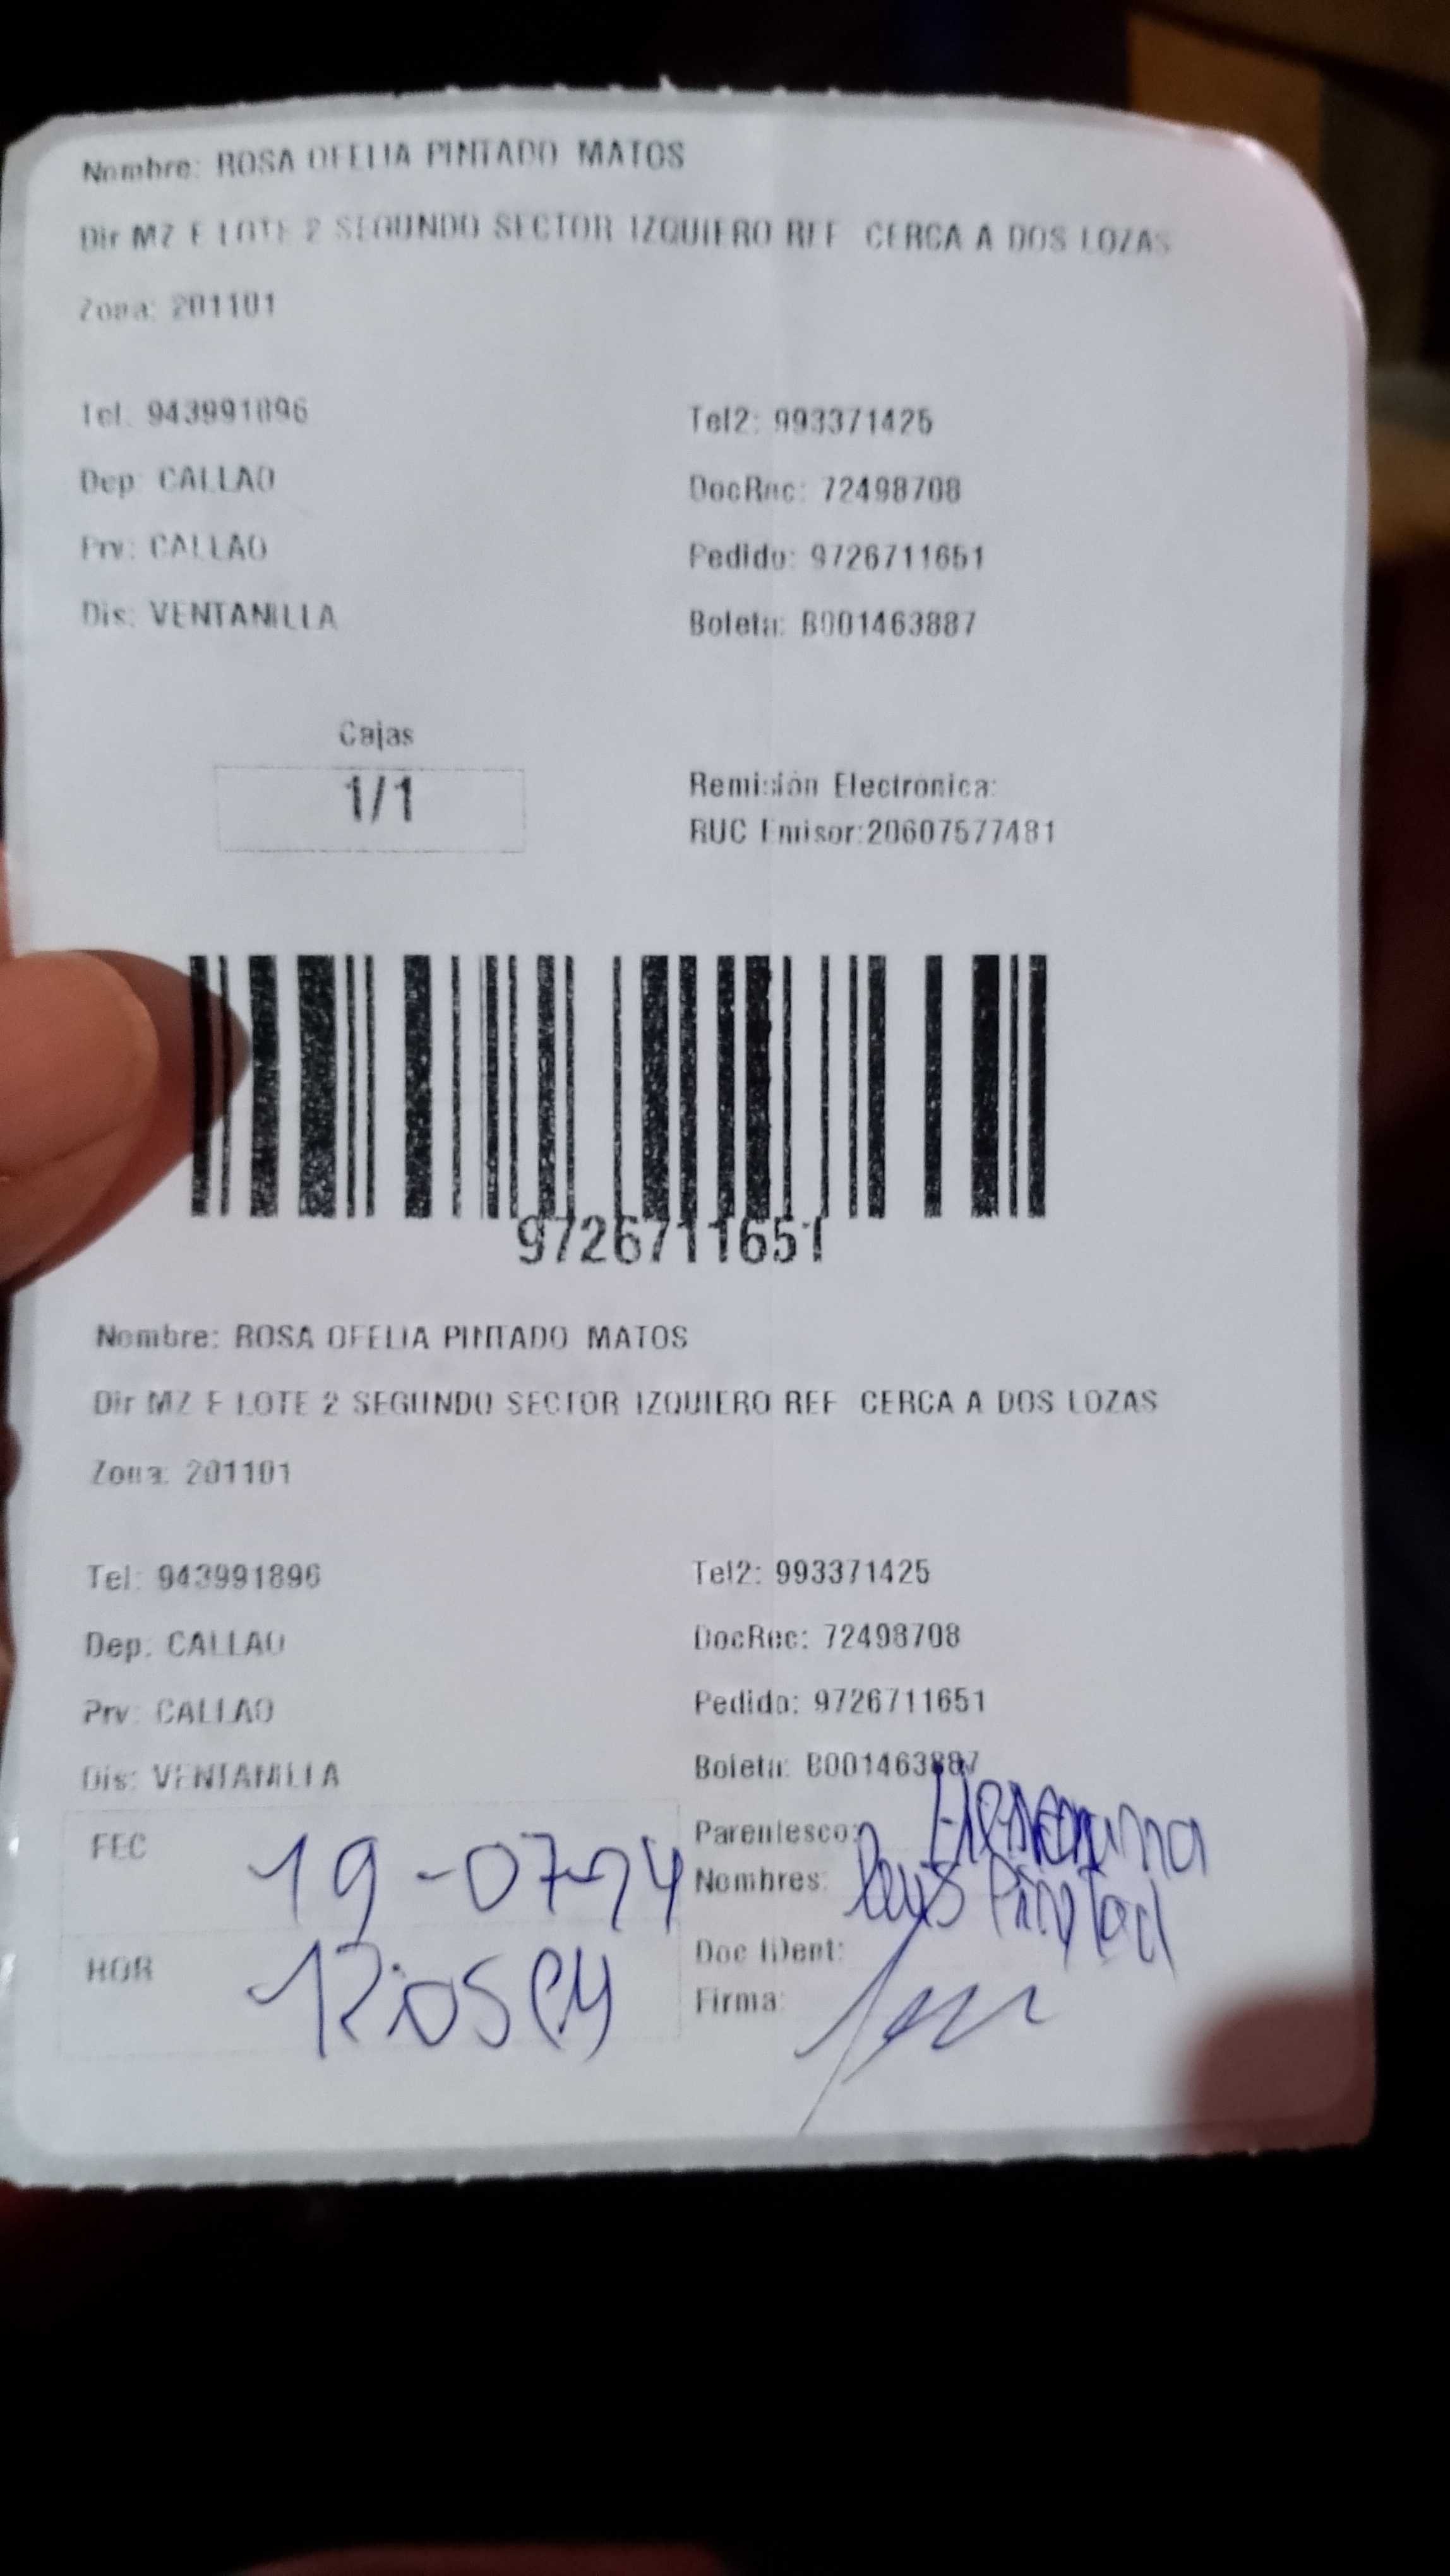 Nombre: ROSA OFELIA PINTADO MATOS
Dir MZ E LOTE 2 SEGUNDO SECTOR IZQUIERO REF CERCA A DOS LOZAS
Zona: 201101
Tel: 943991896
Tel2: 993371425
Dep: CALLAO
DocRec: 72498708
Prv: CALLAO
Pedido: 9726711651
Dis: VENTANILLA
Boleta: B001463887
Cajas
1/1
Remisión Electronica:
RUC Emisor:20607577481
9726711651
Nombre: ROSA OFELIA PINTADO MATOS
Dir MZ E LOTE 2 SEGUNDO SECTOR IZQUIERO REF CERCA A DOS LOZAS
Zona: 201101
Tel: 943991896
Tel2: 993371425
Dep: CALLAO
DocRec: 72498708
Prv: CALLAO
Pedido: 9726711651
Dis: VENTANILLA
Boleta: B001463887
FEC 19-07-24
Parentesco:
Nombres:
HOR 12:05 PM
Doc Ident:
Firma: